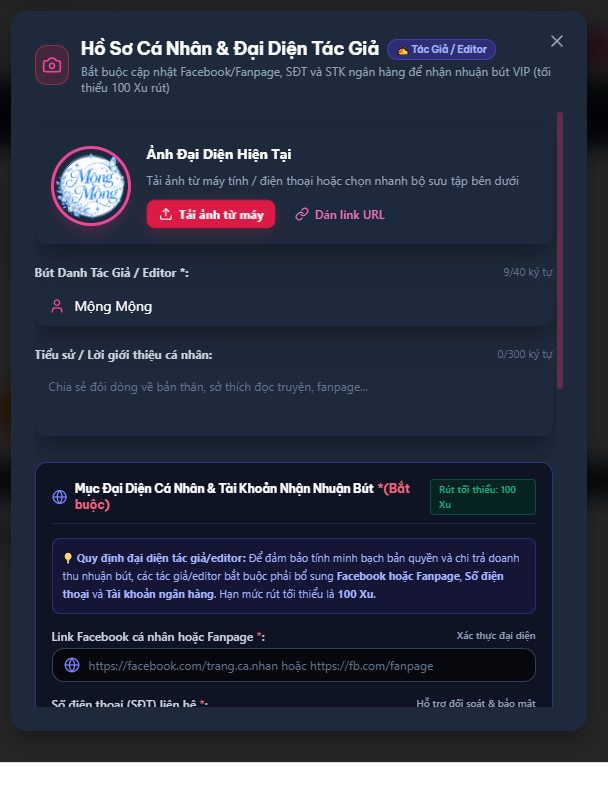 Hồ Sơ Cá Nhân & Đại Diện Tác Giả
✍️ Tác Giả / Editor
Bắt buộc cập nhật Facebook/Fanpage, SĐT và STK ngân hàng để nhận nhuận bút VIP (tối
thiểu 100 Xu rút)
Mộng
Mộng
Ảnh Đại Diện Hiện Tại
Tải ảnh từ máy tính / điện thoại hoặc chọn nhanh bộ sưu tập bên dưới
Tải ảnh từ máy
Dán link URL
Bút Danh Tác Giả / Editor *:
9/40 ký tự
Mộng Mộng
Tiểu sử / Lời giới thiệu cá nhân:
0/300 ký tự
Chia sẻ đôi dòng về bản thân, sở thích đọc truyện, fanpage...
Mục Đại Diện Cá Nhân & Tài Khoản Nhận Nhuận Bút *(Bắt
buộc)
Rút tối thiểu: 100
Xu
💡 Quy định đại diện tác giả/editor: Để đảm bảo tính minh bạch bản quyền và chi trả doanh
thu nhuận bút, các tác giả/editor bắt buộc phải bổ sung Facebook hoặc Fanpage, Số điện
thoại và Tài khoản ngân hàng. Hạn mức rút tối thiểu là 100 Xu.
Link Facebook cá nhân hoặc Fanpage *:
Xác thực đại diện
https://facebook.com/trang.ca.nhan hoặc https://fb.com/fanpage
Số điện thoại (SĐT) liên hệ *:
Hỗ trợ đối soát & bảo mật